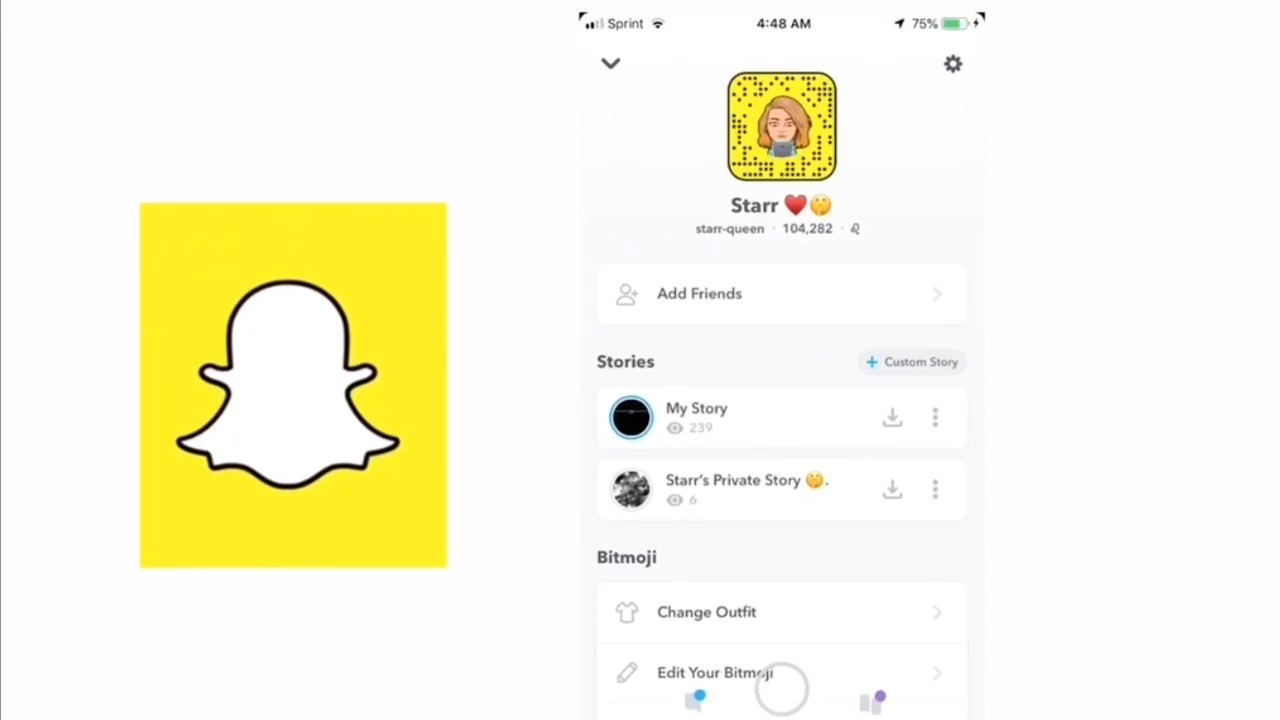 Sprint 4:48 AM 75%
Starr ❤️🤫
starr-queen · 104,282 · ♌
Add Friends
Stories + Custom Story
My Story
239
Starr’s Private Story 🤫.
6
Bitmoji
Change Outfit
Edit Your Bitmoji